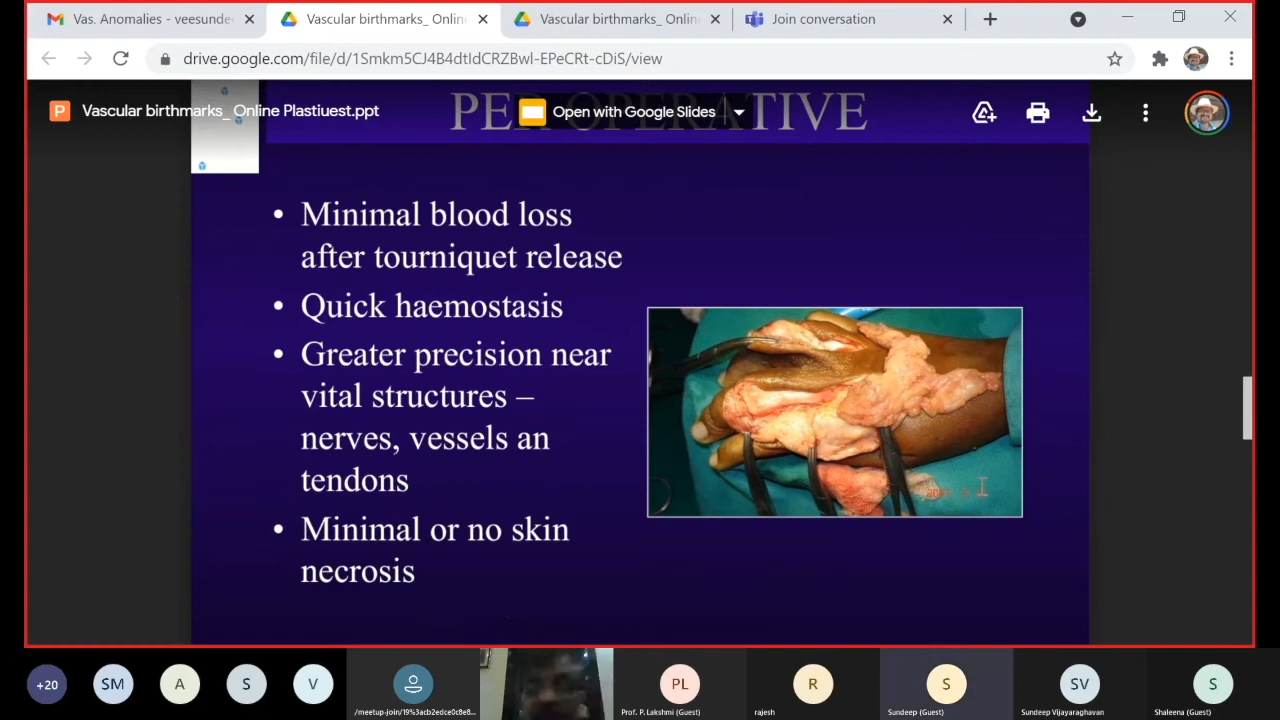 Vas. Anomalies - veesunde
Vascular birthmarks_ Onlin
Vascular birthmarks_ Onlin
Join conversation
drive.google.com/file/d/1Smkm5CJ4B4dtIdCRZBwl-EPeCRt-cDiS/view
P Vascular birthmarks_ Online Plastiuest.ppt
PER OPERATIVE
Open with Google Slides
• Minimal blood loss
after tourniquet release
• Quick haemostasis
• Greater precision near
vital structures –
nerves, vessels an
tendons
• Minimal or no skin
necrosis
+20 SM A S V PL R S SV S
/meetup-join/19%3acb2edce0c8e8... Prof. P. Lakshmi (Guest) rajesh Sundeep (Guest) Sundeep Vijayaraghavan Shaleena (Guest)